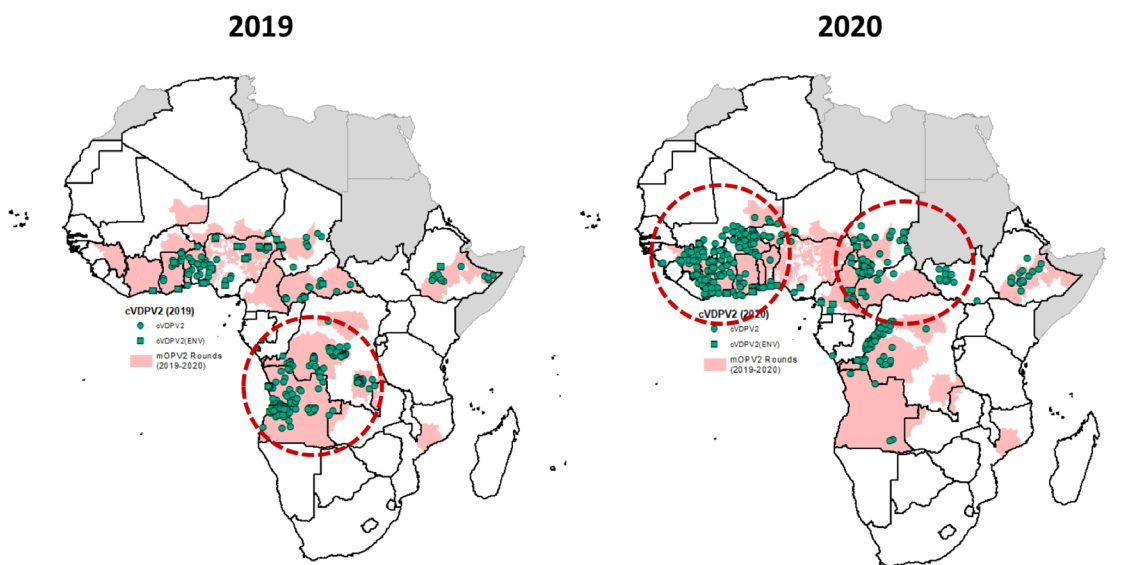 2019
2020
cVDPV2 (2019)
cVDPV2
cVDPV2(ENV)
mOPV2 Rounds
(2019-2020)
cVDPV2 (2020)
cVDPV2
cVDPV2(ENV)
mOPV2 Rounds
(2019-2020)